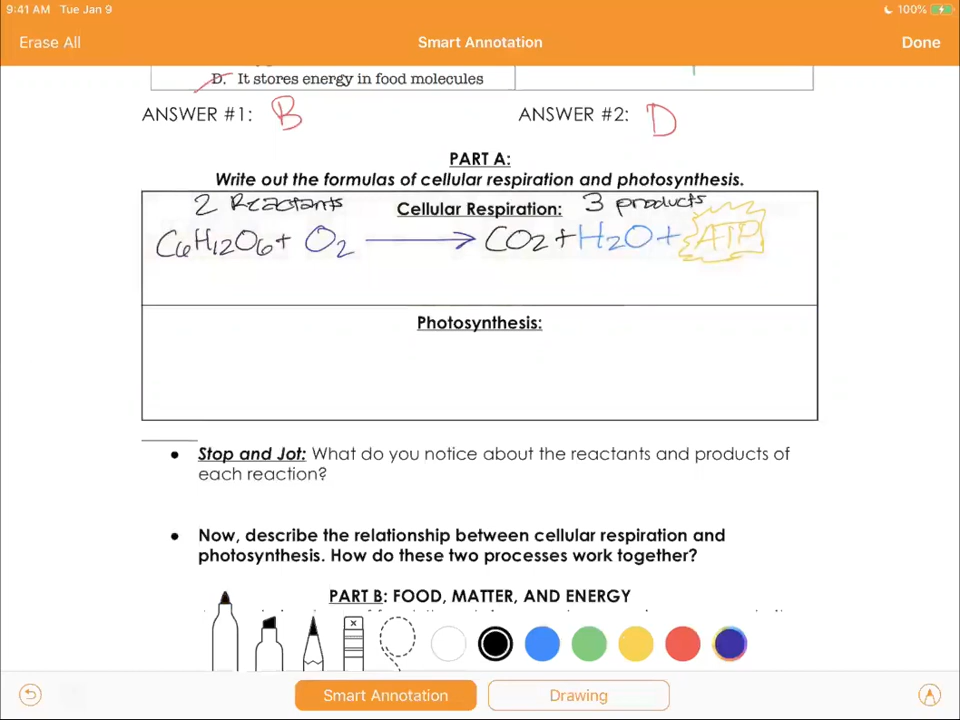 9:41 AM Tue Jan 9 100%
Erase All Smart Annotation Done
D. It stores energy in food molecules
ANSWER #1: B ANSWER #2: D
PART A:
Write out the formulas of cellular respiration and photosynthesis.
2 Reactants Cellular Respiration: 3 products
C6H12O6+ O2 → CO2+H2O+ ATP
Photosynthesis:
• Stop and Jot: What do you notice about the reactants and products of
each reaction?
• Now, describe the relationship between cellular respiration and
photosynthesis. How do these two processes work together?
PART B: FOOD, MATTER, AND ENERGY
Smart Annotation Drawing